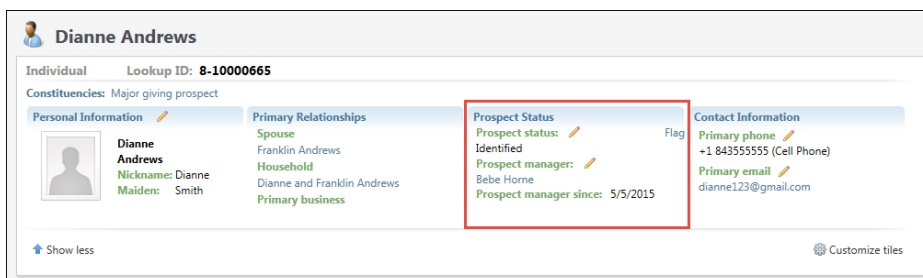 Dianne Andrews
Individual Lookup ID: 8-10000665
Constituencies: Major giving prospect
Personal Information
Dianne
Andrews
Nickname: Dianne
Maiden: Smith
Primary Relationships
Spouse
Franklin Andrews
Household
Dianne and Franklin Andrews
Primary business
Prospect Status
Prospect status: Flag
Identified
Prospect manager:
Bebe Horne
Prospect manager since: 5/5/2015
Contact Information
Primary phone
+1 843555555 (Cell Phone)
Primary email
dianne123@gmail.com
Show less
Customize tiles